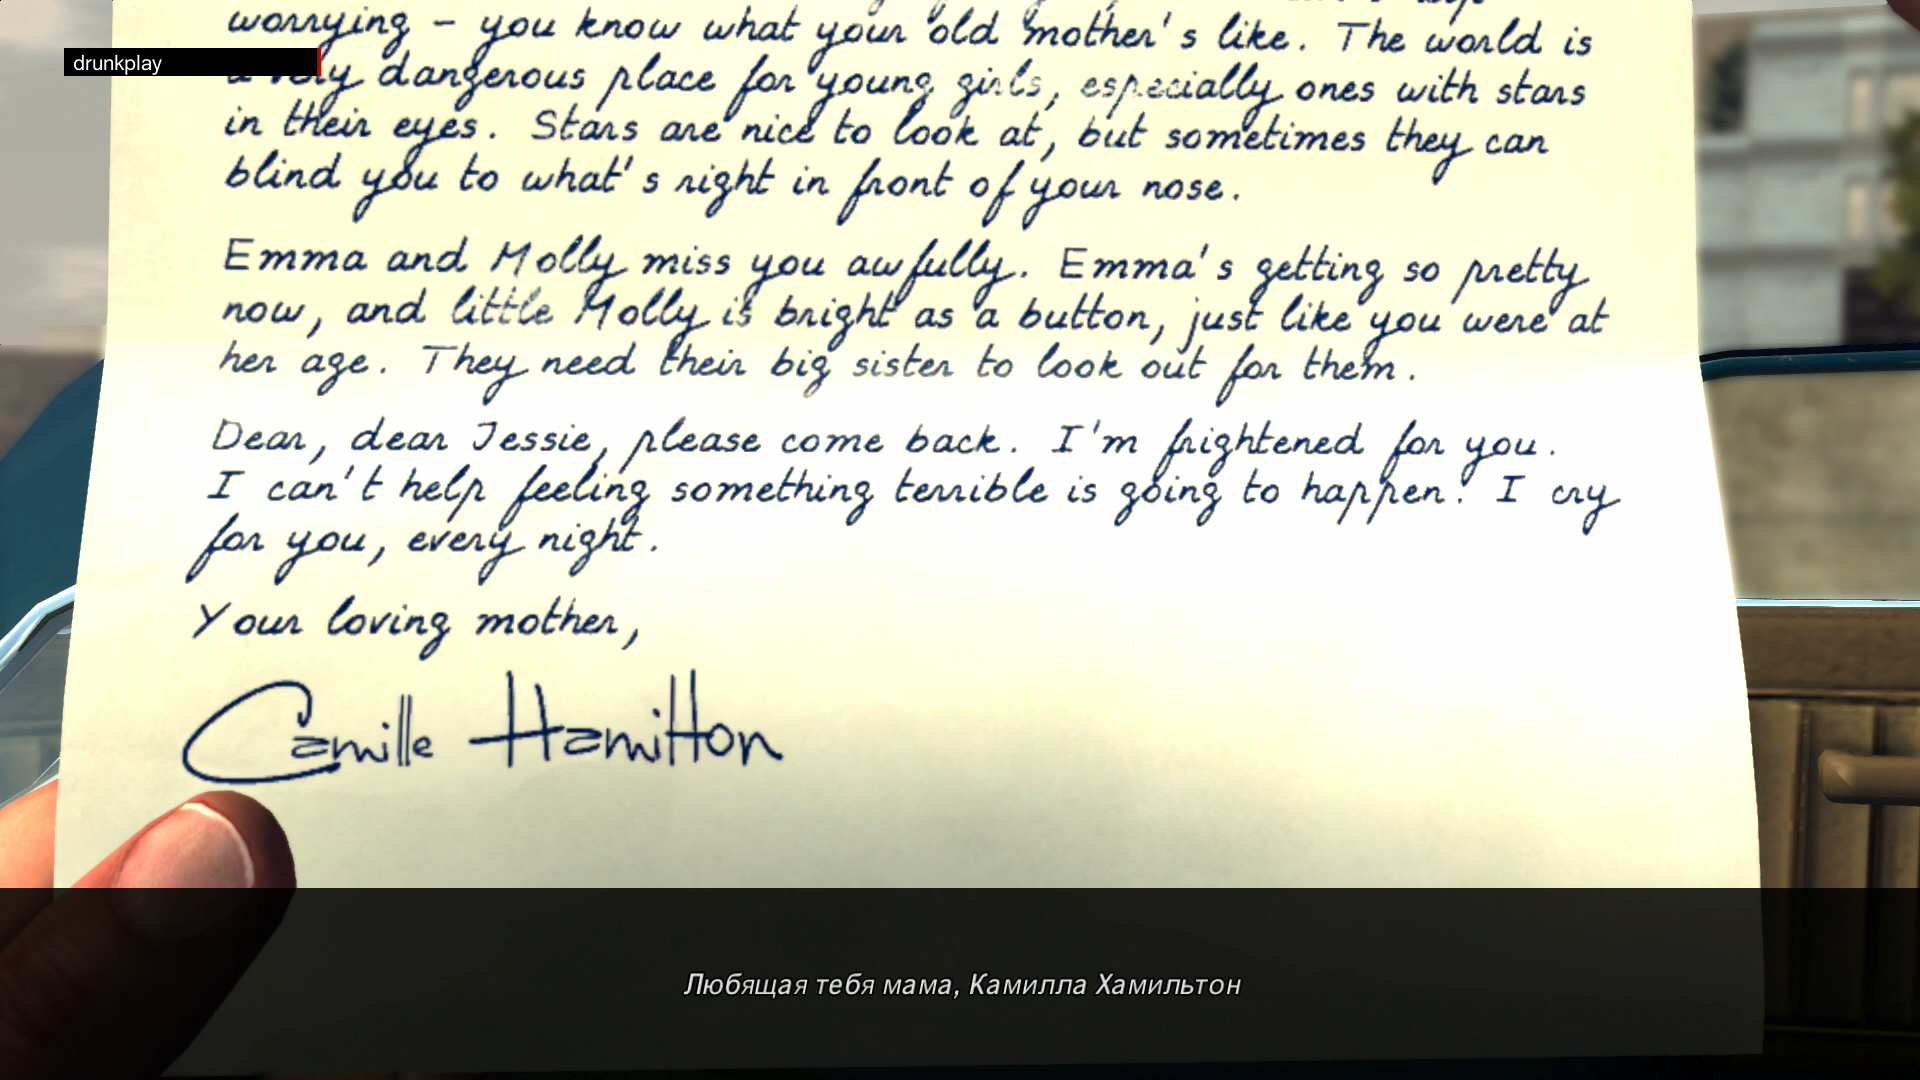 worrying - you know what your old mother's like. The world is
drunkplay
a very dangerous place for young girls, especially ones with stars
in their eyes. Stars are nice to look at, but sometimes they can
blind you to what's right in front of your nose.
Emma and Molly miss you awfully. Emma's getting so pretty
now, and little Molly is bright as a button, just like you were at
her age. They need their big sister to look out for them.
Dear, dear Jessie, please come back. I'm frightened for you.
I can't help feeling something terrible is going to happen. I cry
for you, every night.
Your loving mother,
Camille Hamilton
Любящая тебя мама, Камилла Хамильтон